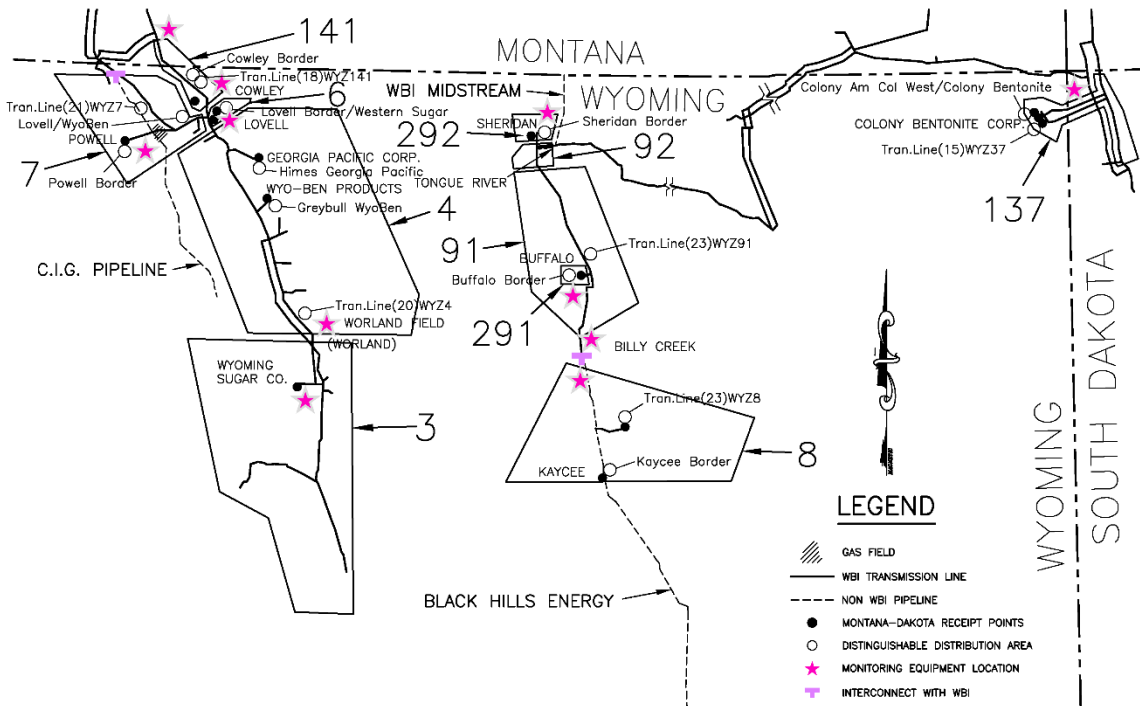 141
MONTANA
Cowley Border
Tran.Line(18)WYZ141
COWLEY
6
WBI MIDSTREAM
WYOMING
Colony Am Col West/Colony Bentonite
Tran.Line(21)WYZ7
Lovell/WyoBen
Lovell Border/Western Sugar
LOVELL
SHERIDAN
Sheridan Border
292
92
COLONY BENTONITE CORP.
Tran.Line(15)WYZ37
POWELL
7
Powell Border
GEORGIA PACIFIC CORP.
Himes Georgia Pacific
WYO-BEN PRODUCTS
Greybull WyoBen
TONGUE RIVER
137
4
91
Tran.Line(23)WYZ91
C.I.G. PIPELINE
BUFFALO
Buffalo Border
Tran.Line(20)WYZ4
WORLAND FIELD
(WORLAND)
291
BILLY CREEK
WYOMING
SUGAR CO.
3
Tran.Line(23)WYZ8
8
KAYCEE
Kaycee Border
BLACK HILLS ENERGY
WYOMING
SOUTH DAKOTA
LEGEND
GAS FIELD
WBI TRANSMISSION LINE
NON WBI PIPELINE
MONTANA-DAKOTA RECEIPT POINTS
DISTINGUISHABLE DISTRIBUTION AREA
MONITORING EQUIPMENT LOCATION
INTERCONNECT WITH WBI